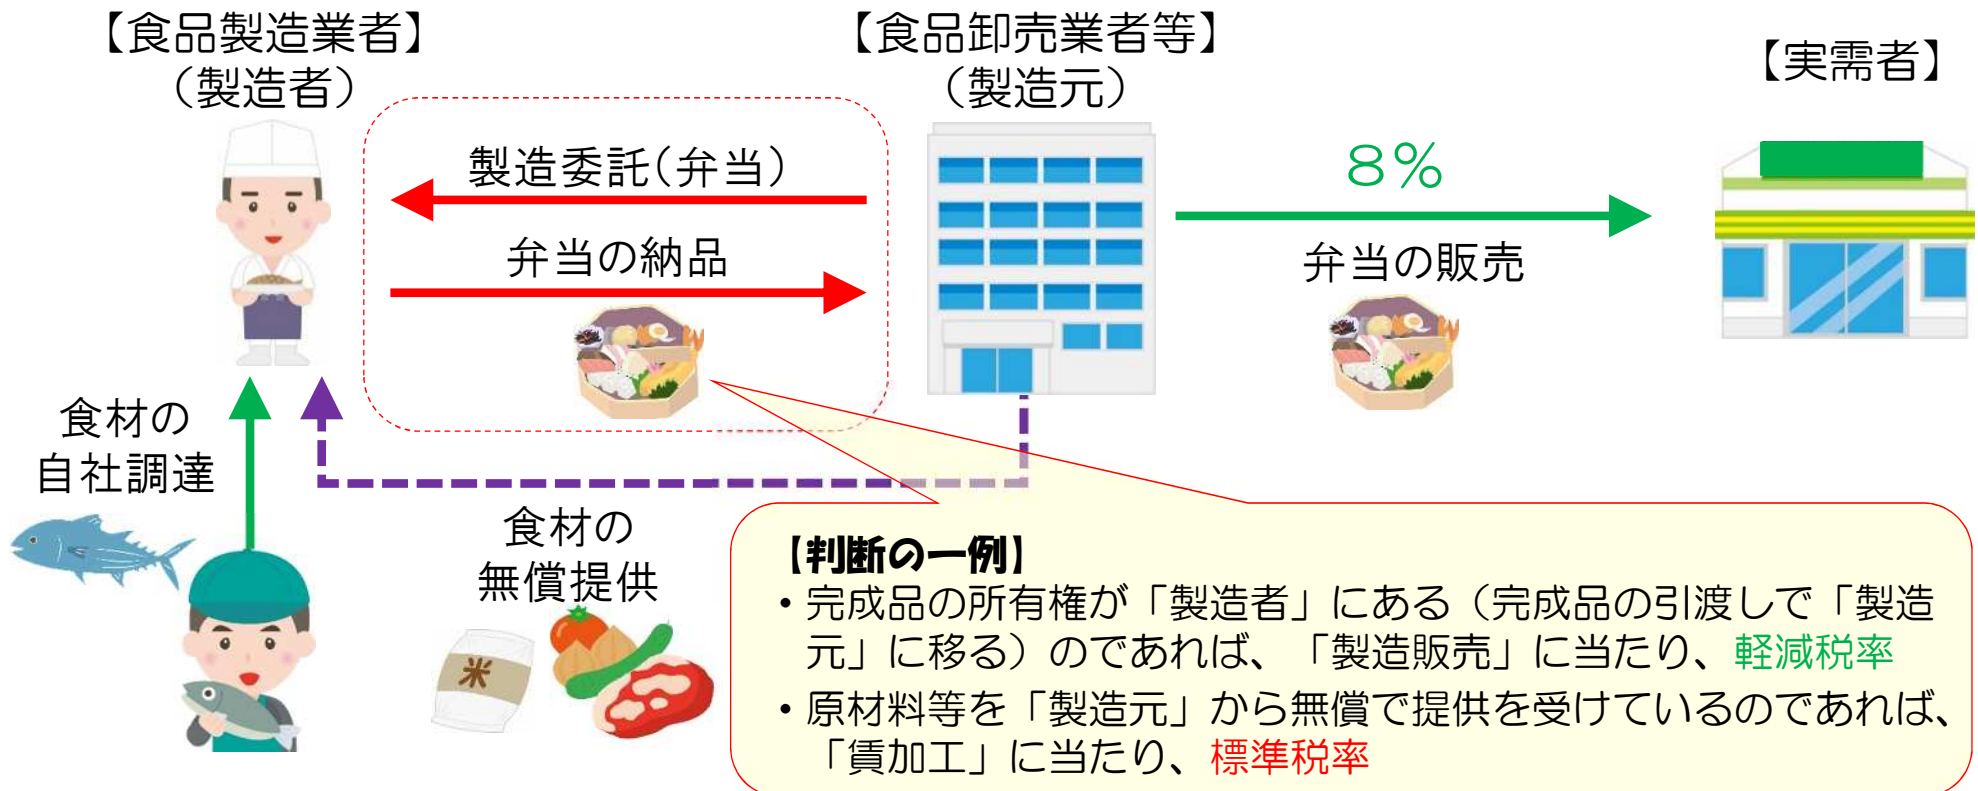 【食品製造業者】
（製造者）
【食品卸売業者等】
（製造元）
【実需者】
製造委託（弁当）
弁当の納品
8％
弁当の販売
食材の
自社調達
食材の
無償提供
米
【判断の一例】
・完成品の所有権が「製造者」にある（完成品の引渡しで「製造
元」に移る）のであれば、「製造販売」に当たり、軽減税率
・原材料等を「製造元」から無償で提供を受けているのであれば、
「賃加工」に当たり、標準税率